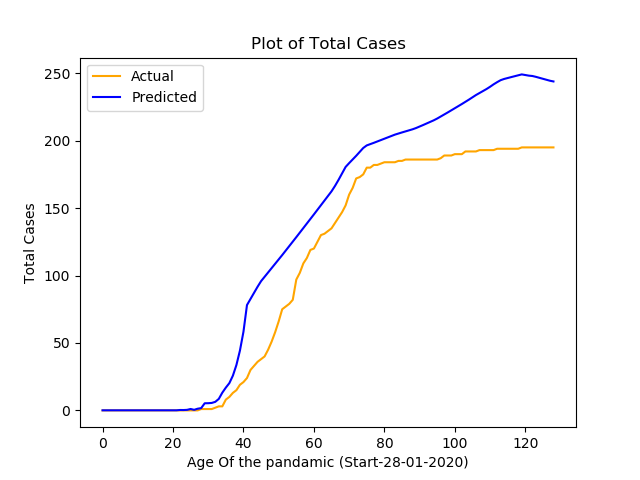 Plot of Total Cases
Actual
Predicted
250
200
150
100
50
0
Total Cases
0 20 40 60 80 100 120
Age Of the pandamic (Start-28-01-2020)